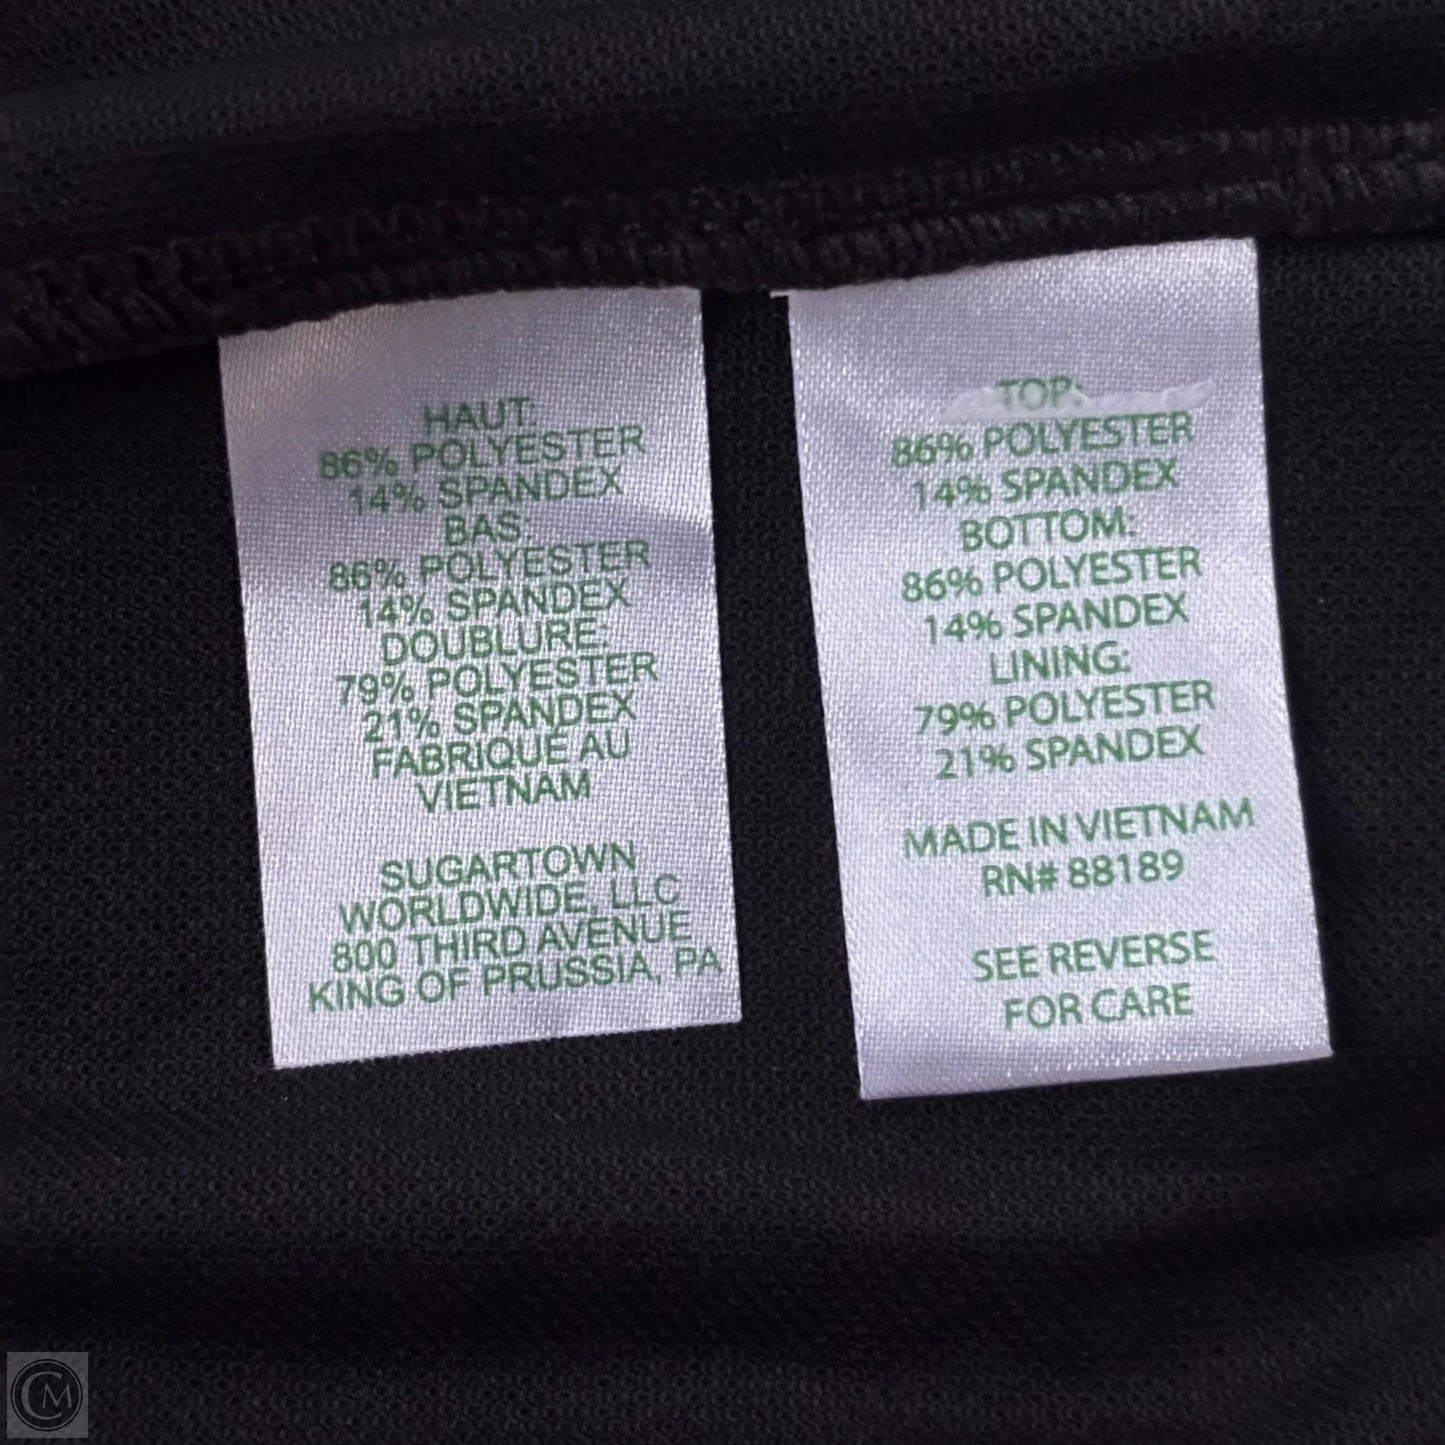 HAUT:
86% POLYESTER
14% SPANDEX
BAS:
86% POLYESTER
14% SPANDEX
DOUBLURE:
79% POLYESTER
21% SPANDEX
FABRIQUÉ AU
VIETNAM
SUGARTOWN
WORLDWIDE, LLC
800 THIRD AVENUE
KING OF PRUSSIA, PA
TOP:
86% POLYESTER
14% SPANDEX
BOTTOM:
86% POLYESTER
14% SPANDEX
LINING:
79% POLYESTER
21% SPANDEX
MADE IN VIETNAM
RN# 88189
SEE REVERSE
FOR CARE
CM